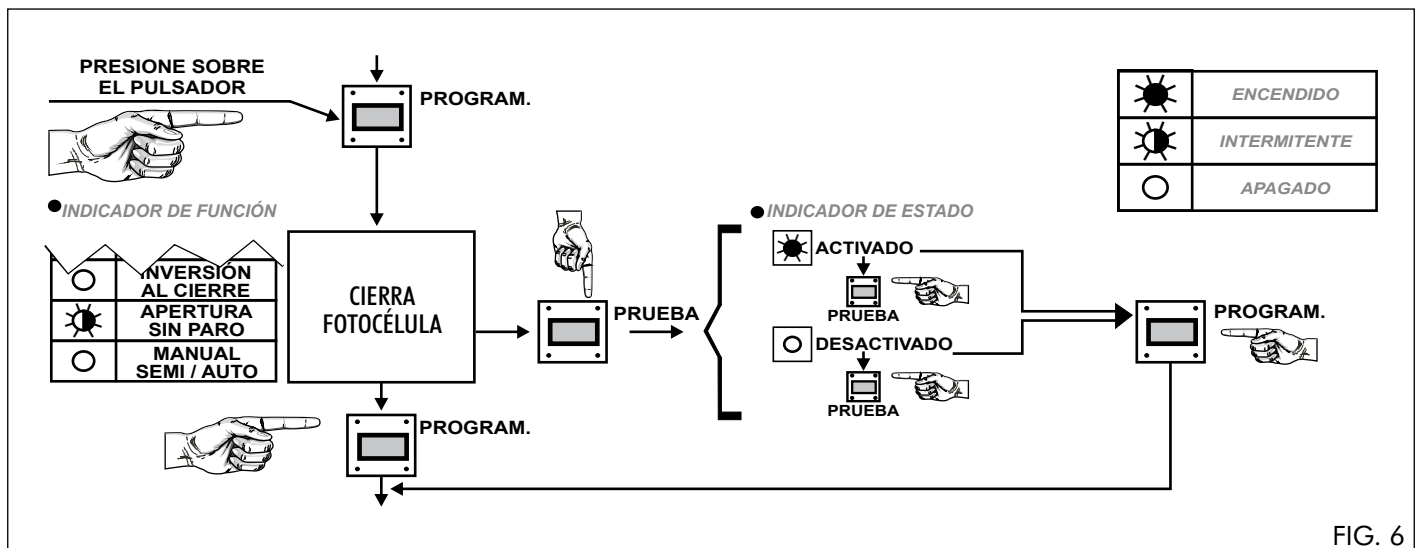 PRESIONE SOBRE
EL PULSADOR
PROGRAM.
ENCENDIDO
INTERMITENTE
APAGADO
INDICADOR DE FUNCIÓN
INVERSIÓN
AL CIERRE
APERTURA
SIN PARO
MANUAL
SEMI / AUTO
CIERRA
FOTOCÉLULA
PRUEBA
INDICADOR DE ESTADO
ACTIVADO
PRUEBA
DESACTIVADO
PRUEBA
PROGRAM.
PROGRAM.
FIG. 6